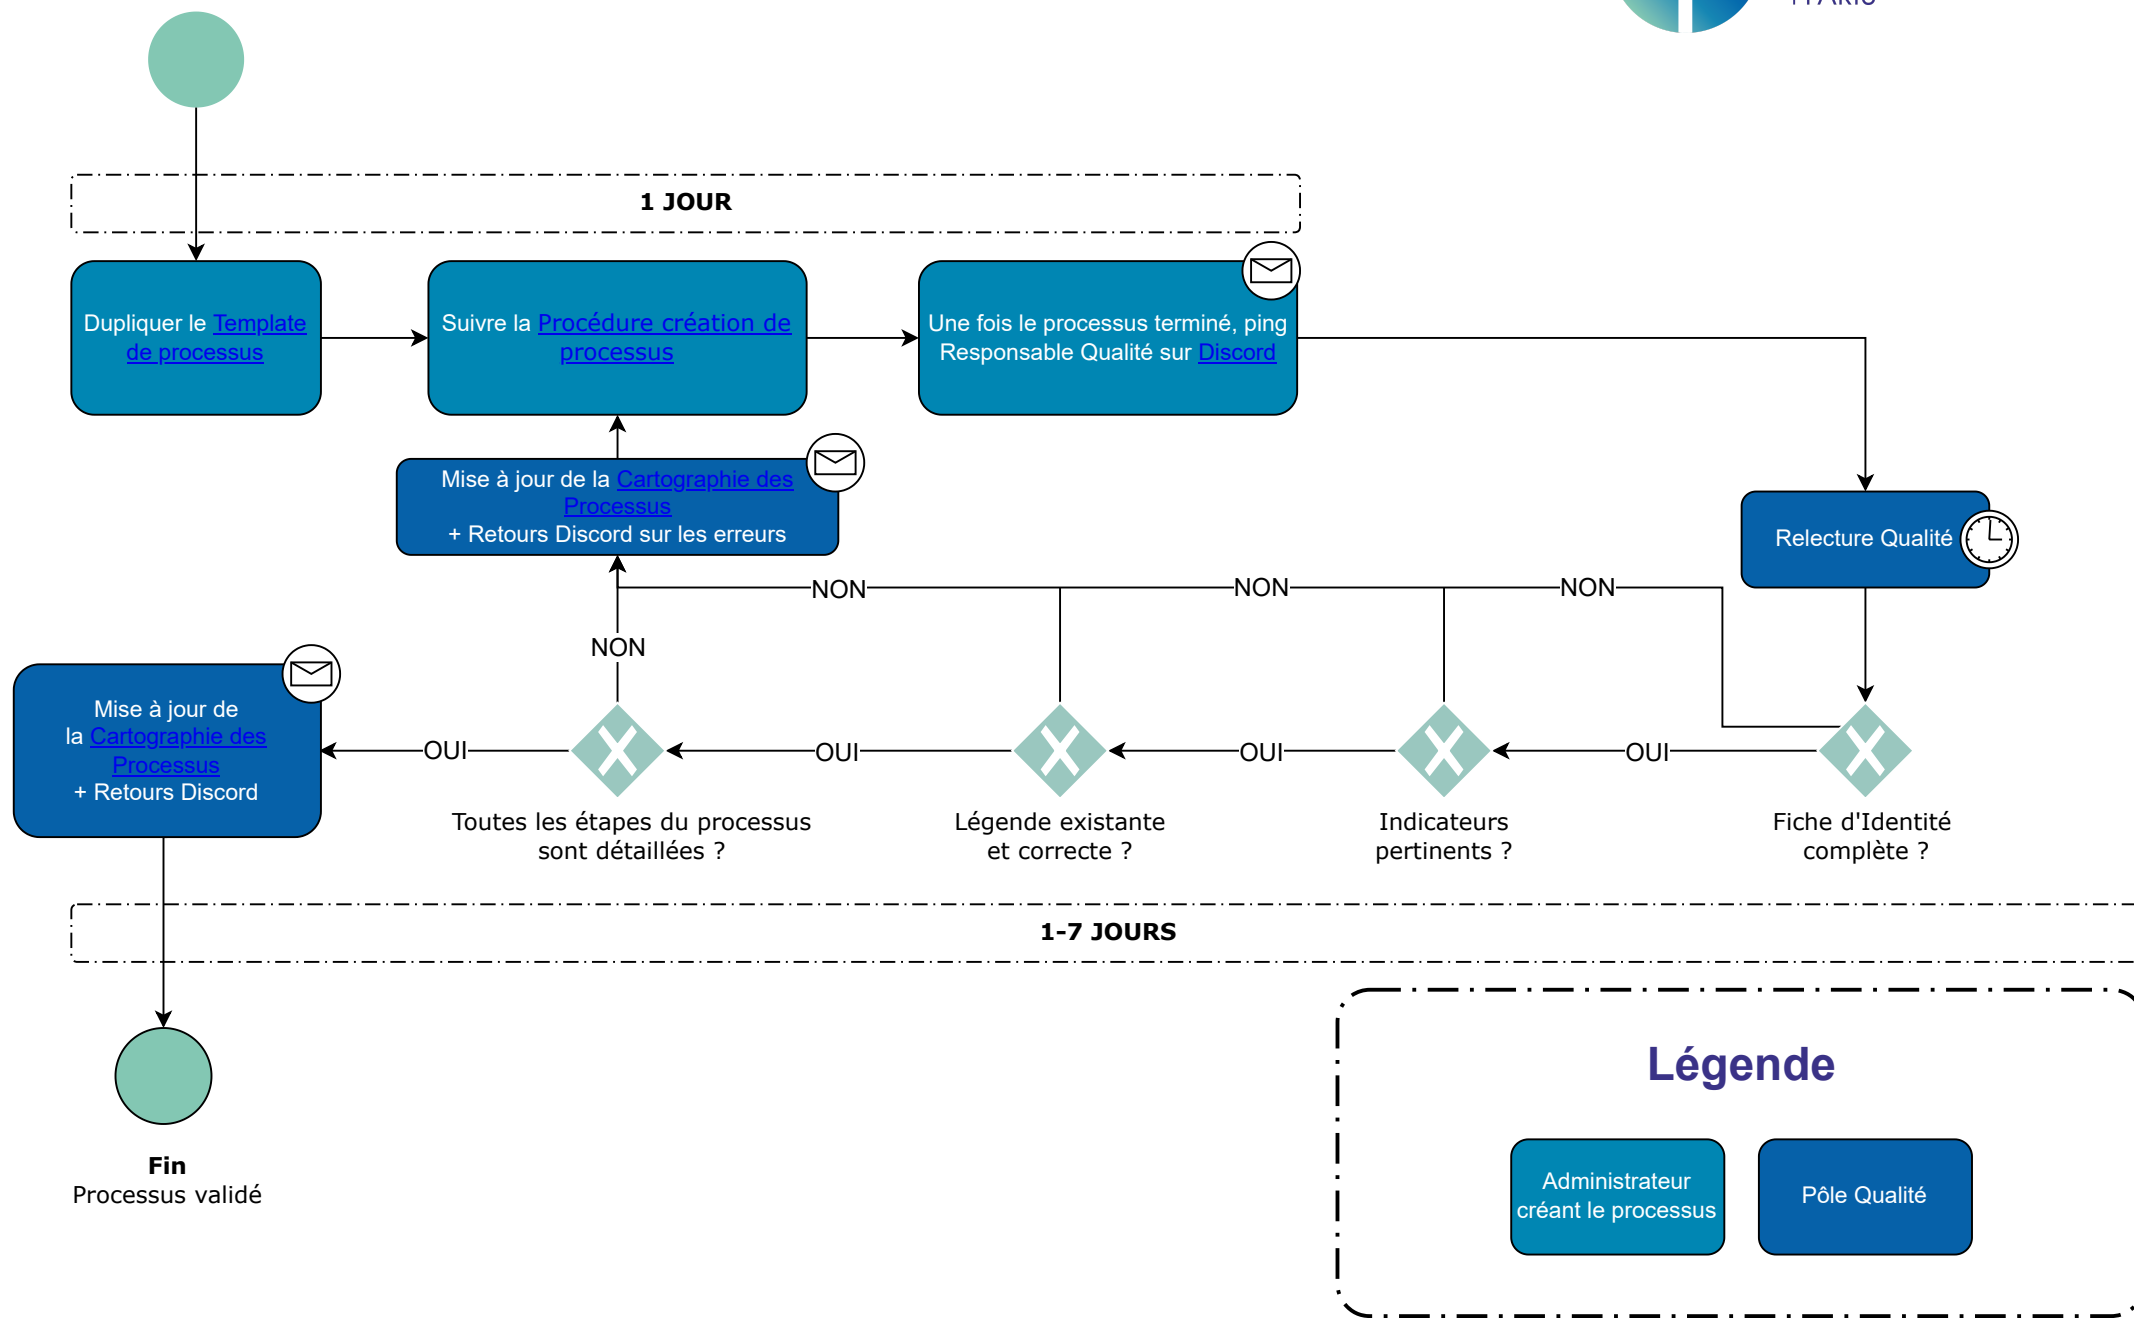 1 JOUR
Dupliquer le Template
de processus
Suivre la Procédure création de
processus
Une fois le processus terminé, ping
Responsable Qualité sur Discord
Mise à jour de la Cartographie des
Processus
+ Retours Discord sur les erreurs
Relecture Qualité
NON
NON
NON
NON
Mise à jour de
la Cartographie des
Processus
+ Retours Discord
OUI
OUI
OUI
OUI
Toutes les étapes du processus
sont détaillées ?
Légende existante
et correcte ?
Indicateurs
pertinents ?
Fiche d'Identité
complète ?
1-7 JOURS
Fin
Processus validé
Légende
Administrateur
créant le processus
Pôle Qualité